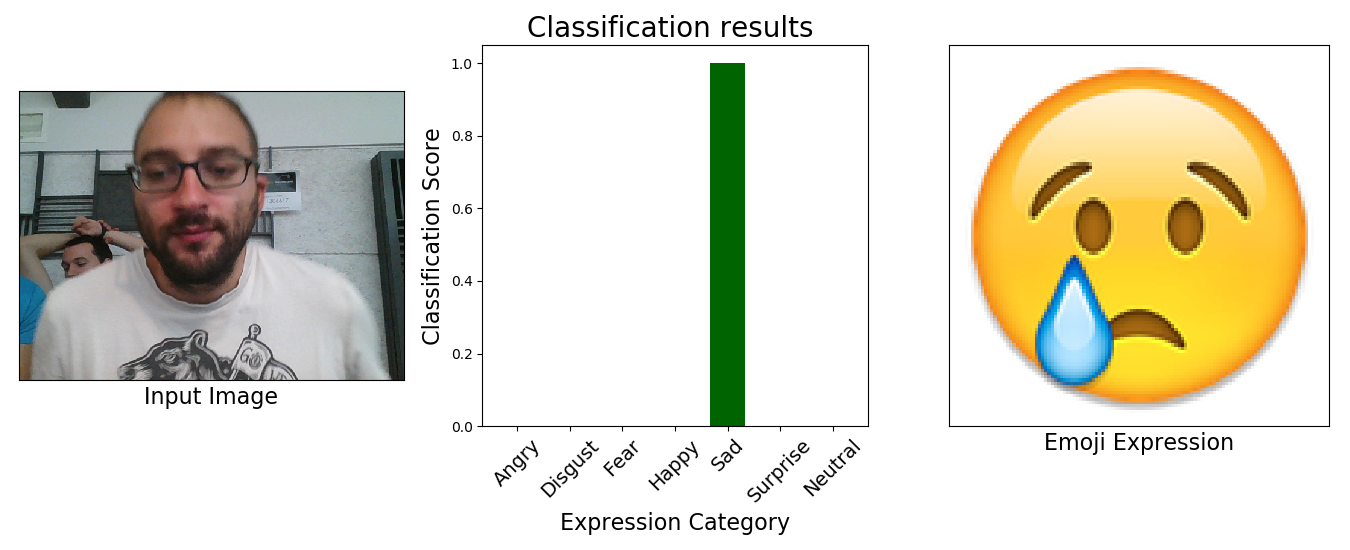 Classification results
Input Image
Classification Score
1.0
0.8
0.6
0.4
0.2
0.0
Angry
Disgust
Fear
Happy
Sad
Surprise
Neutral
Expression Category
Emoji Expression